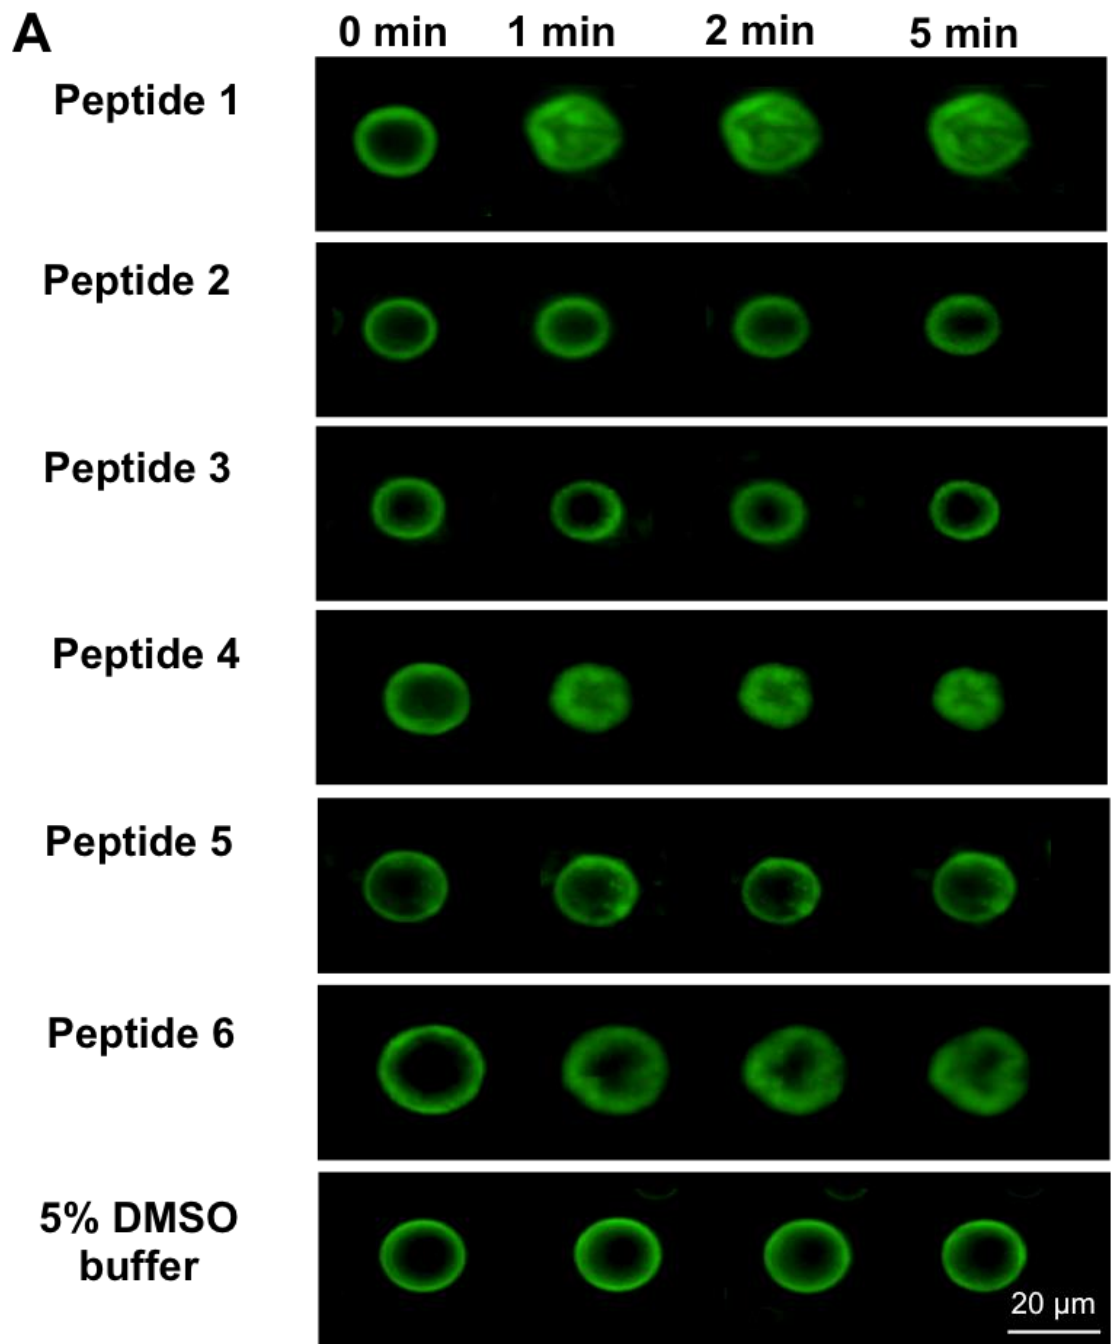 A
0 min 1 min 2 min 5 min
Peptide 1
Peptide 2
Peptide 3
Peptide 4
Peptide 5
Peptide 6
5% DMSO
buffer
20 µm